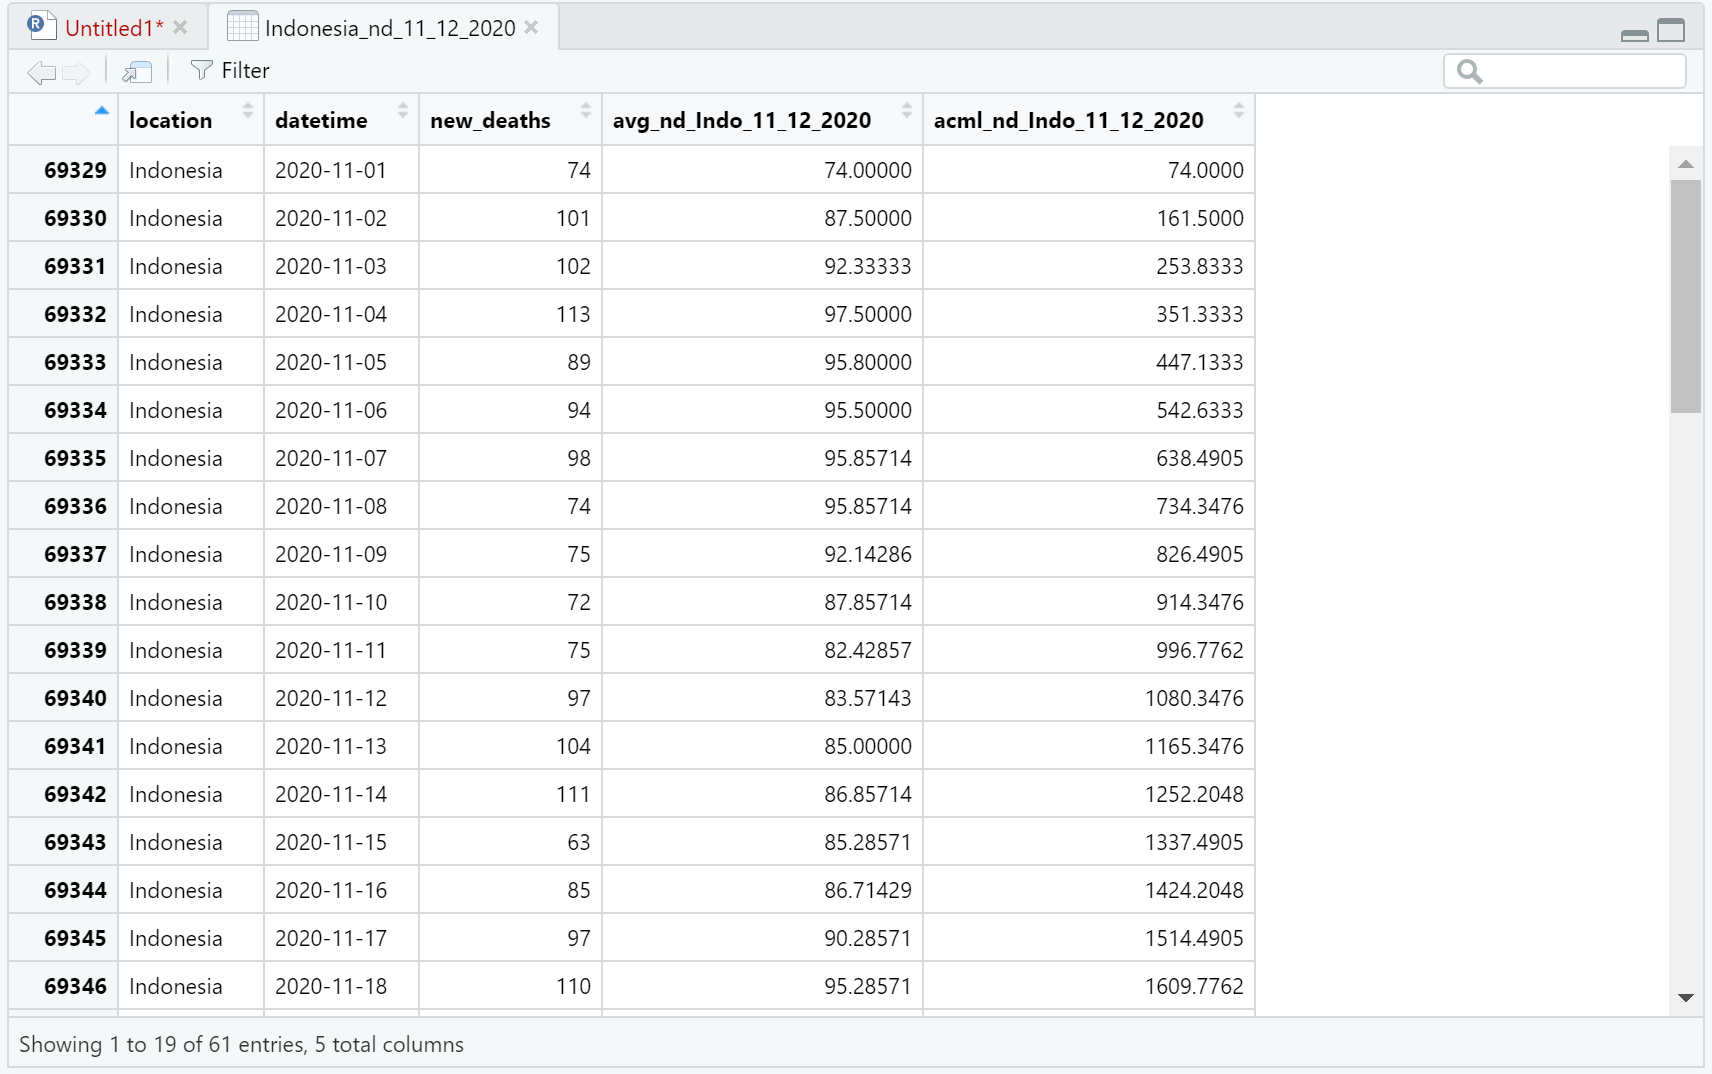 Untitled1* Indonesia_nd_11_12_2020
Filter
location datetime new_deaths avg_nd_Indo_11_12_2020 acml_nd_Indo_11_12_2020
69329 Indonesia 2020-11-01 74 74.00000 74.0000
69330 Indonesia 2020-11-02 101 87.50000 161.5000
69331 Indonesia 2020-11-03 102 92.33333 253.8333
69332 Indonesia 2020-11-04 113 97.50000 351.3333
69333 Indonesia 2020-11-05 89 95.80000 447.1333
69334 Indonesia 2020-11-06 94 95.50000 542.6333
69335 Indonesia 2020-11-07 98 95.85714 638.4905
69336 Indonesia 2020-11-08 74 95.85714 734.3476
69337 Indonesia 2020-11-09 75 92.14286 826.4905
69338 Indonesia 2020-11-10 72 87.85714 914.3476
69339 Indonesia 2020-11-11 75 82.42857 996.7762
69340 Indonesia 2020-11-12 97 83.57143 1080.3476
69341 Indonesia 2020-11-13 104 85.00000 1165.3476
69342 Indonesia 2020-11-14 111 86.85714 1252.2048
69343 Indonesia 2020-11-15 63 85.28571 1337.4905
69344 Indonesia 2020-11-16 85 86.71429 1424.2048
69345 Indonesia 2020-11-17 97 90.28571 1514.4905
69346 Indonesia 2020-11-18 110 95.28571 1609.7762
Showing 1 to 19 of 61 entries, 5 total columns